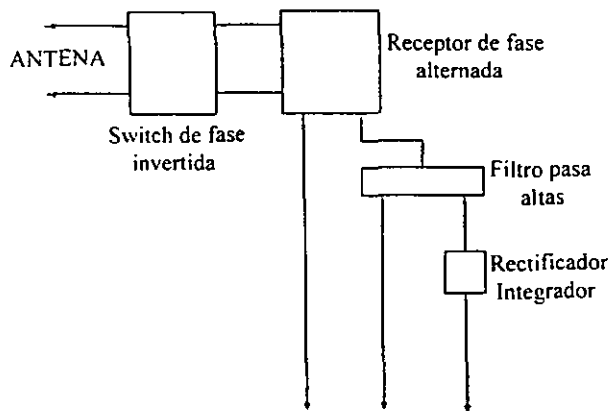 ANTENA
Receptor de fase
alternada
Switch de fase
invertida
Filtro pasa
altas
Rectificador
Integrador